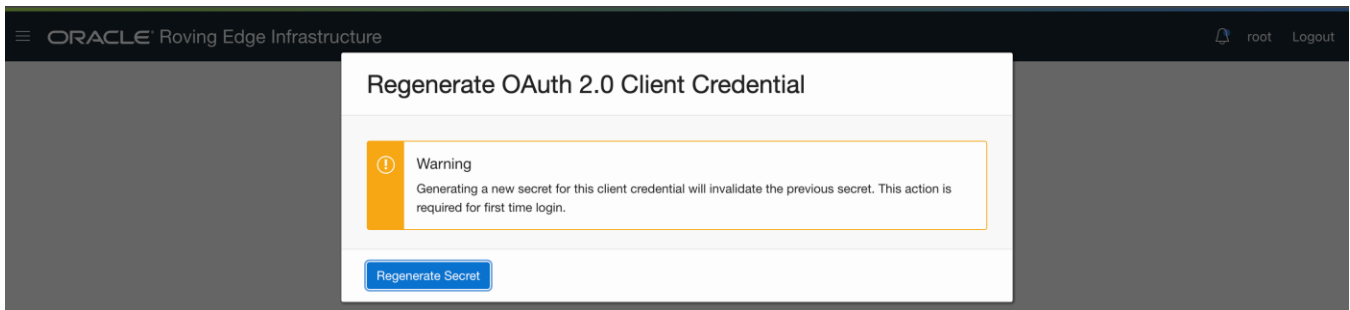 ORACLE Roving Edge Infrastructure root Logout
Regenerate OAuth 2.0 Client Credential
Warning
Generating a new secret for this client credential will invalidate the previous secret. This action is
required for first time login.
Regenerate Secret